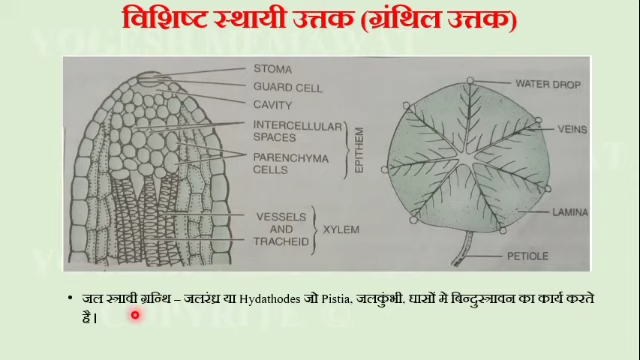 विशिष्ट स्थायी उत्तक (ग्रंथिल उत्तक)
STOMA
GUARD CELL
CAVITY
INTERCELLULAR
SPACES
PARENCHYMA
CELLS
EPITHEM
VESSELS
AND
TRACHEID
XYLEM
WATER DROP
VEINS
LAMINA
PETIOLE
• जल स्त्रावी ग्रन्थि – जलरंध्र या Hydathodes जो Pistia, जलकुंभी, घासों मे बिन्दुस्त्रावन का कार्य करते
है।